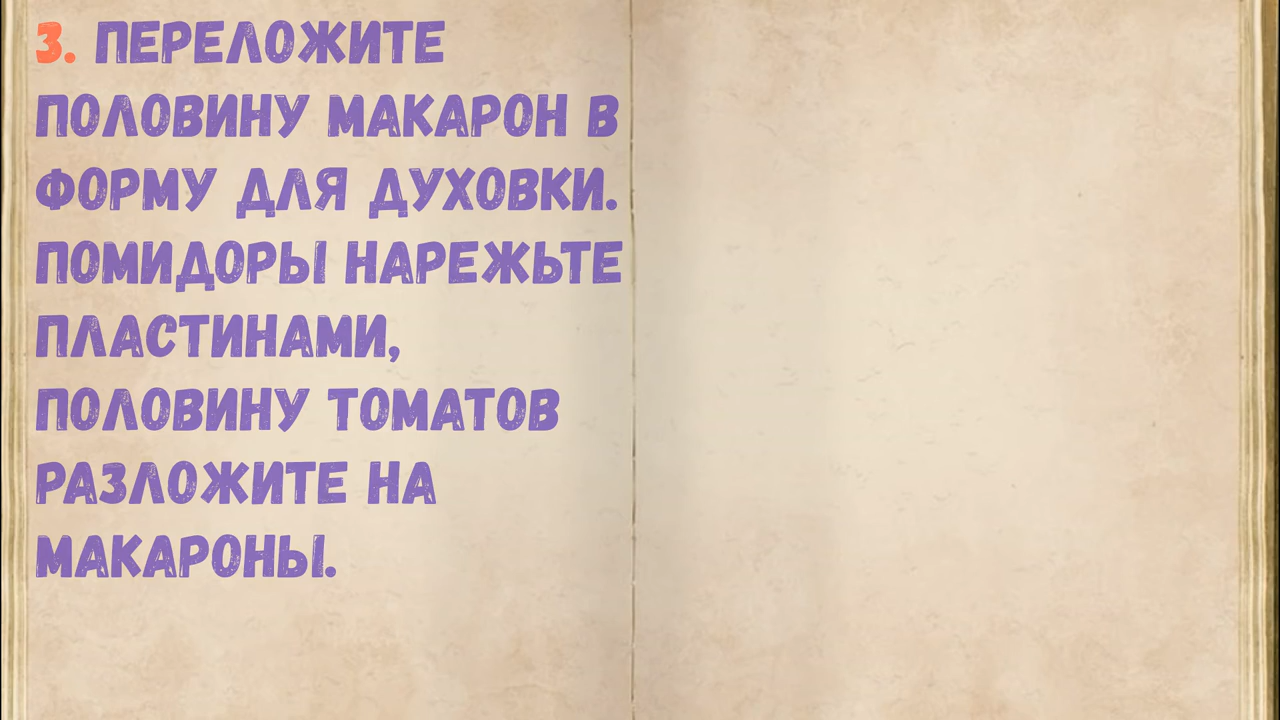 3. ПЕРЕЛОЖИТЕ
ПОЛОВИНУ МАКАРОН В
ФОРМУ ДЛЯ ДУХОВКИ.
ПОМИДОРЫ НАРЕЖЬТЕ
ПЛАСТИНАМИ,
ПОЛОВИНУ ТОМАТОВ
РАЗЛОЖИТЕ НА
МАКАРОНЫ.